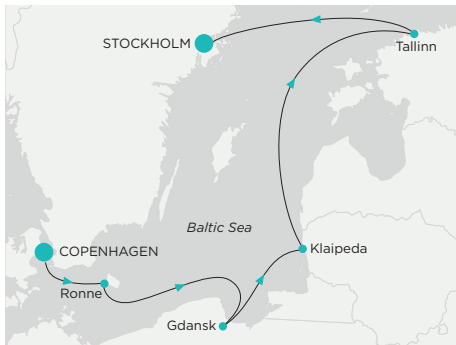 STOCKHOLM
Tallinn
Baltic Sea
Klaipeda
COPENHAGEN
Ronne
Gdansk